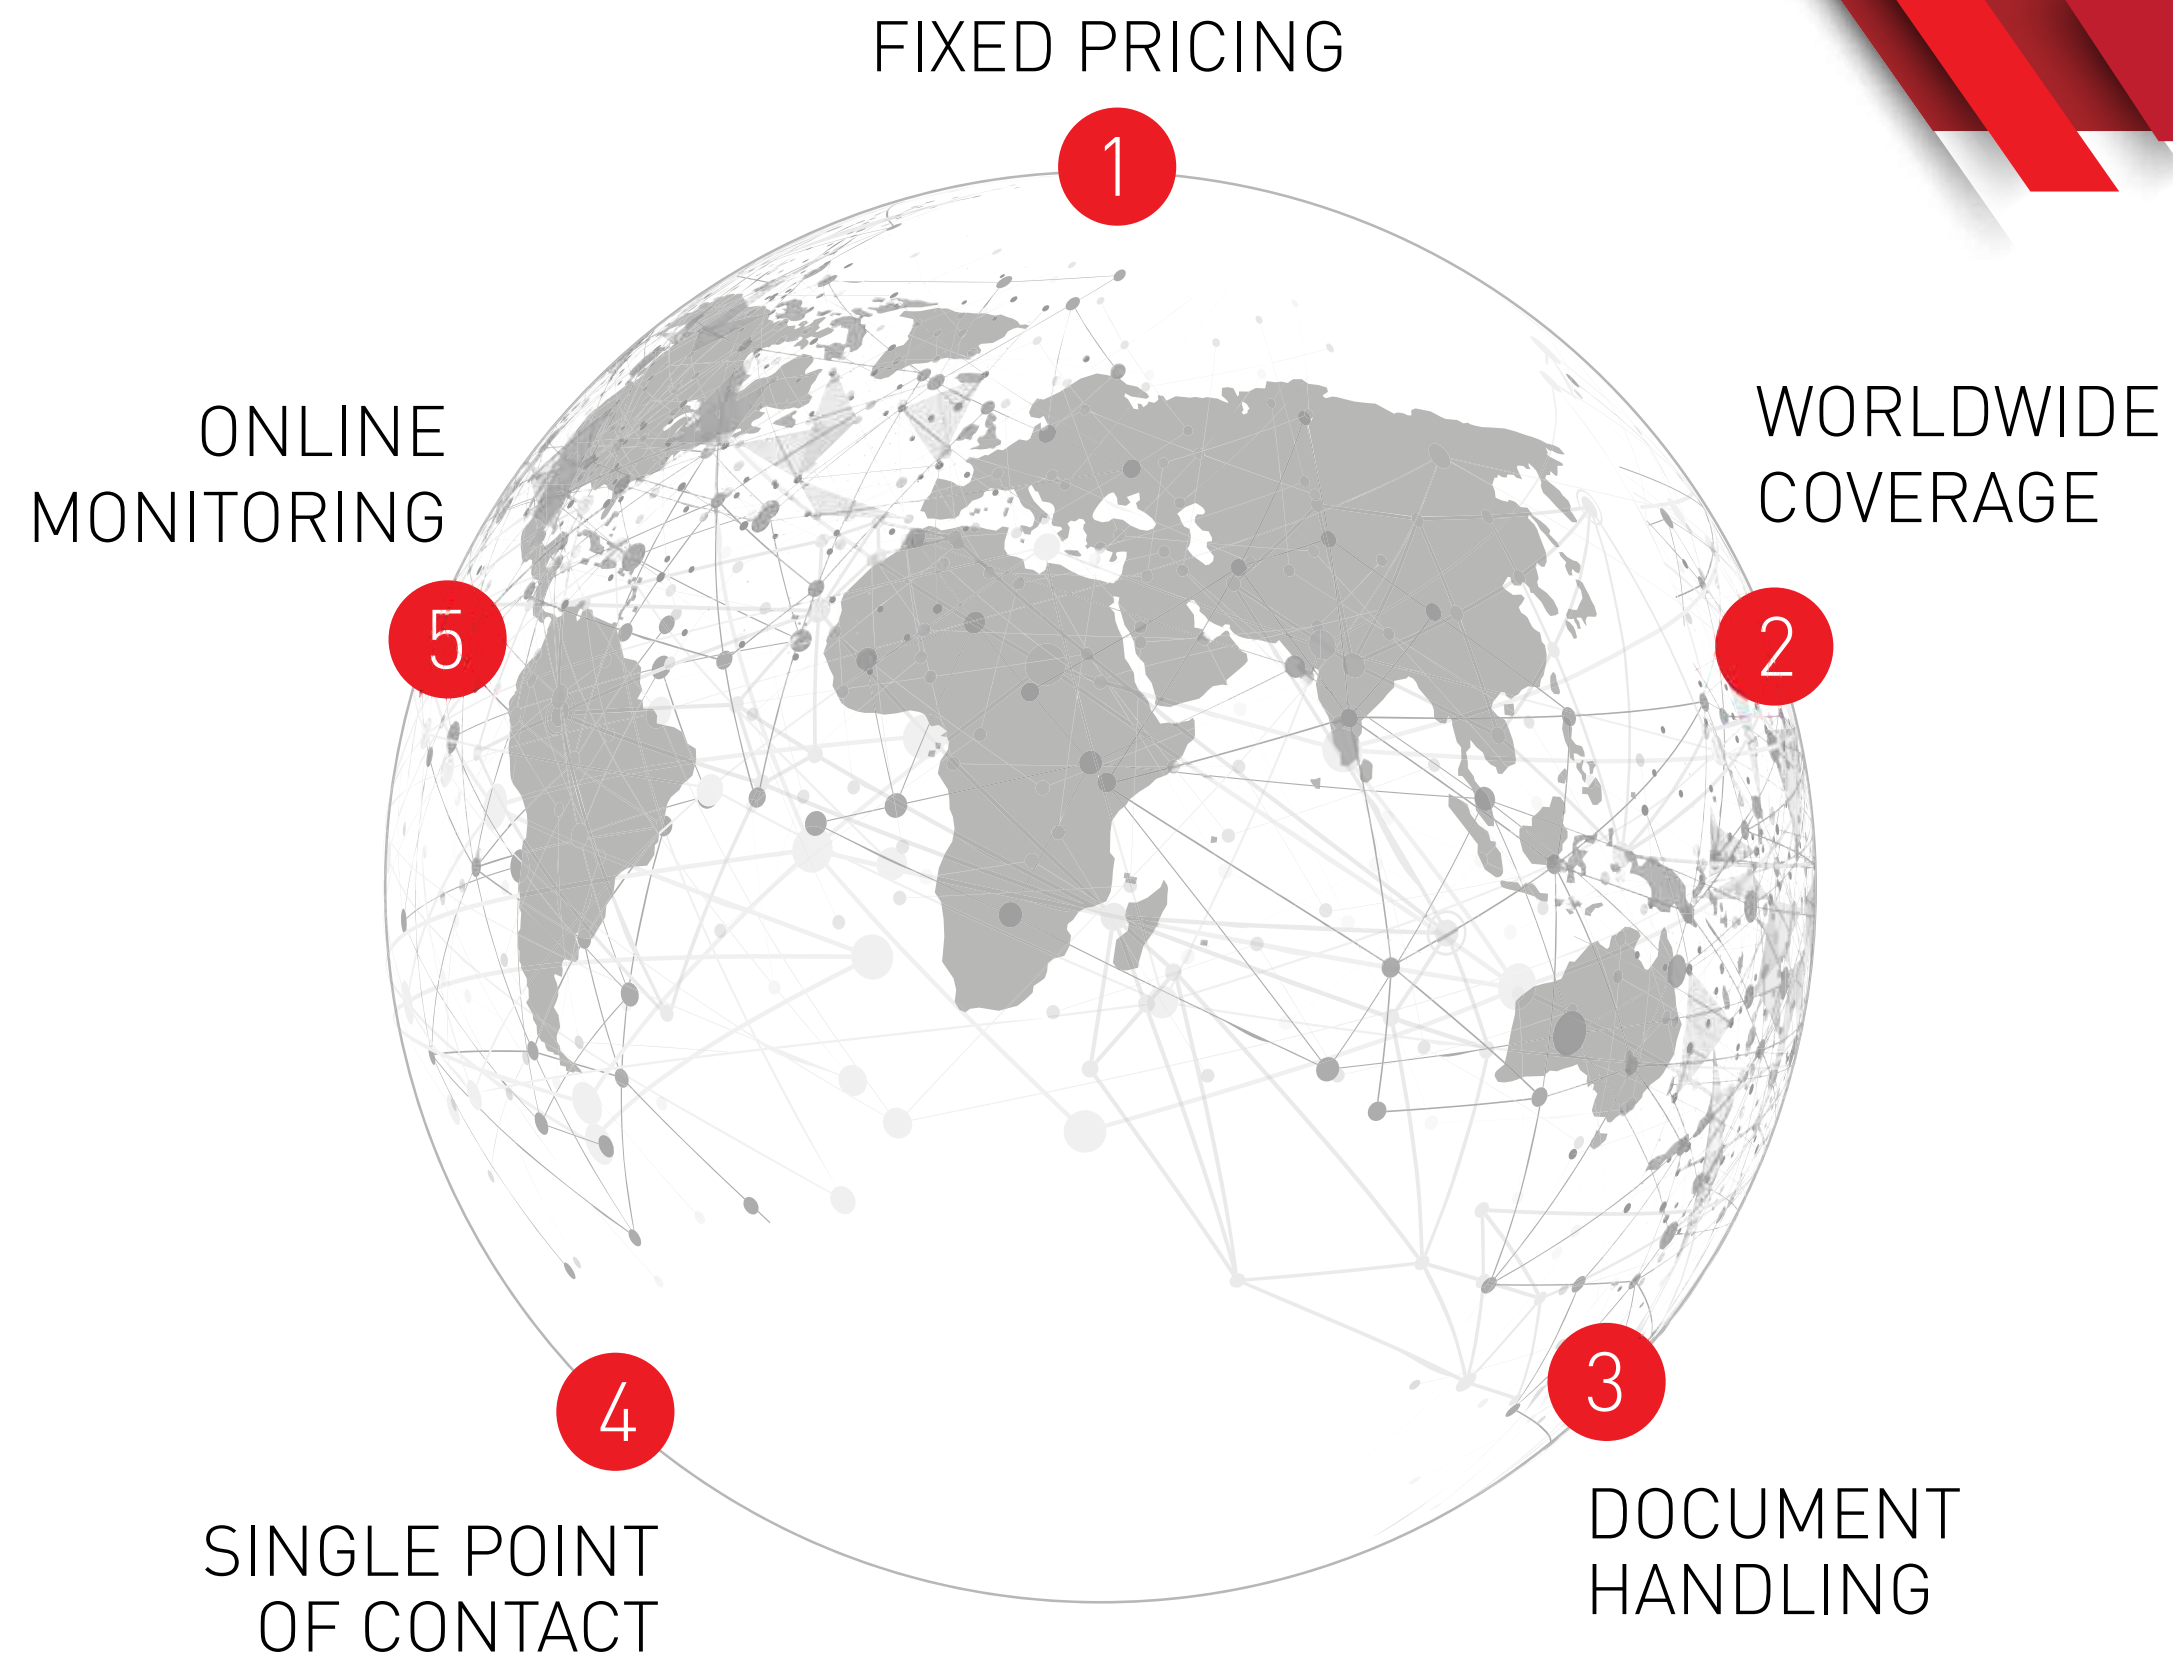 FIXED PRICING
1
WORLDWIDE
COVERAGE
2
3
DOCUMENT
HANDLING
4
SINGLE POINT
OF CONTACT
ONLINE
MONITORING
5